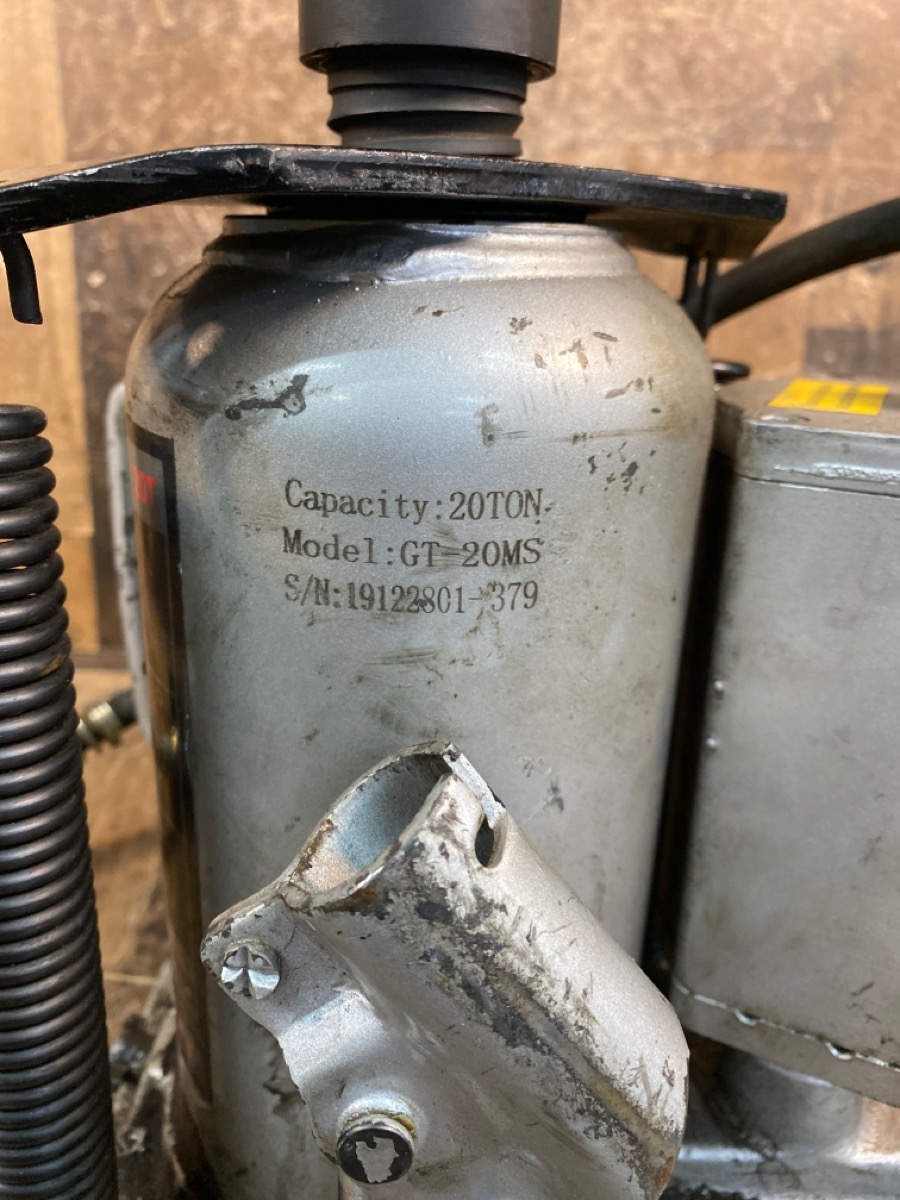 Capacity:20TON
Model:GT-20MS
S/N:19122801-379